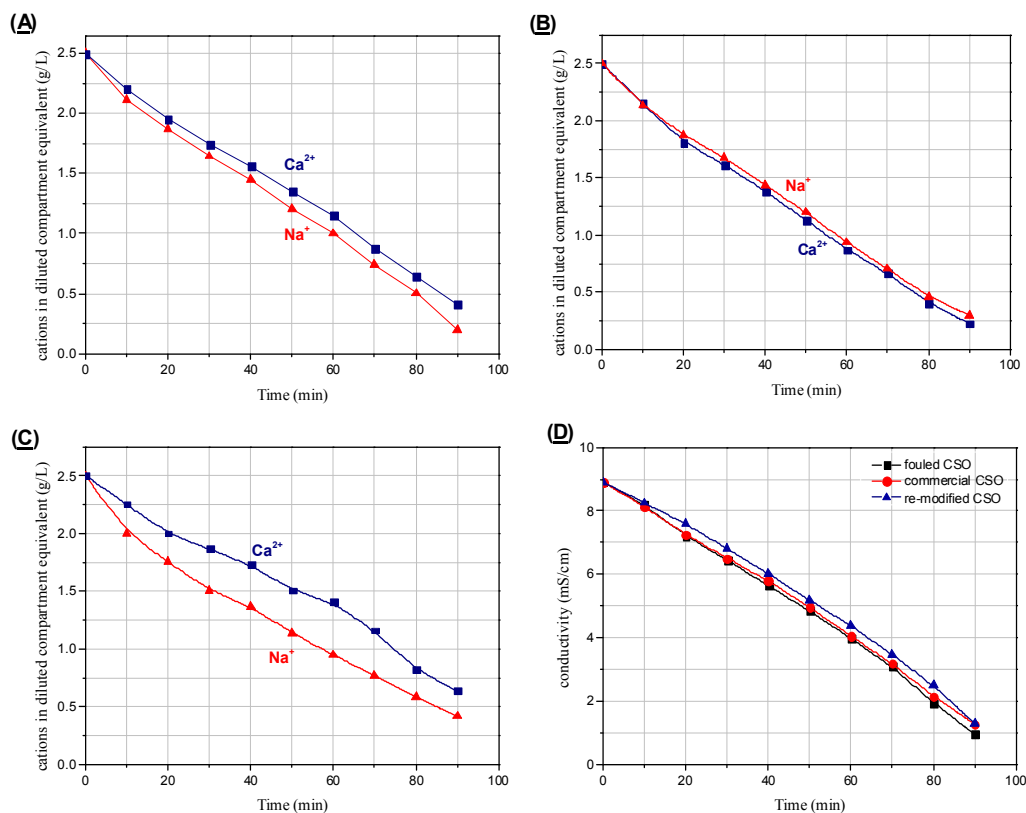 (A)
cations in diluted compartment equivalent (g/L)
2.5
2.0
1.5
1.0
0.5
0.0
Ca²⁺
Na⁺
0 20 40 60 80 100
Time (min)
(B)
cations in diluted compartment equivalent (g/L)
2.5
2.0
1.5
1.0
0.5
0.0
Na⁺
Ca²⁺
0 20 40 60 80 100
Time (min)
(C)
cations in diluted compartment equivalent (g/L)
2.5
2.0
1.5
1.0
0.5
0.0
Ca²⁺
Na⁺
0 20 40 60 80 100
Time (min)
(D)
conductivity (mS/cm)
10
8
6
4
2
0
fouled CSO
commercial CSO
re-modified CSO
0 20 40 60 80 100
Time (min)